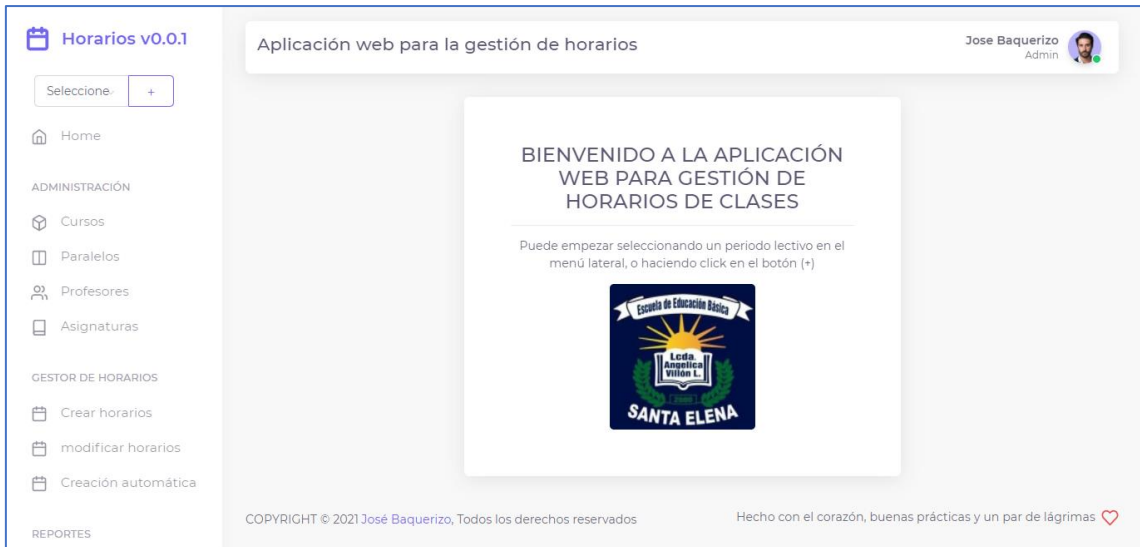 Horarios v0.0.1
Seleccione
+
Home
ADMINISTRACIÓN
Cursos
Paralelos
Profesores
Asignaturas
GESTOR DE HORARIOS
Crear horarios
modificar horarios
Creación automática
REPORTES
Aplicación web para la gestión de horarios
Jose Baquerizo
Admin
BIENVENIDO A LA APLICACIÓN
WEB PARA GESTIÓN DE
HORARIOS DE CLASES
Puede empezar seleccionando un periodo lectivo en el
menú lateral, o haciendo click en el botón (+)
Escuela de Educación Básica
Lcda.
Angelica
Villón L.
2000
SANTA ELENA
COPYRIGHT © 2021 José Baquerizo, Todos los derechos reservados
Hecho con el corazón, buenas prácticas y un par de lágrimas